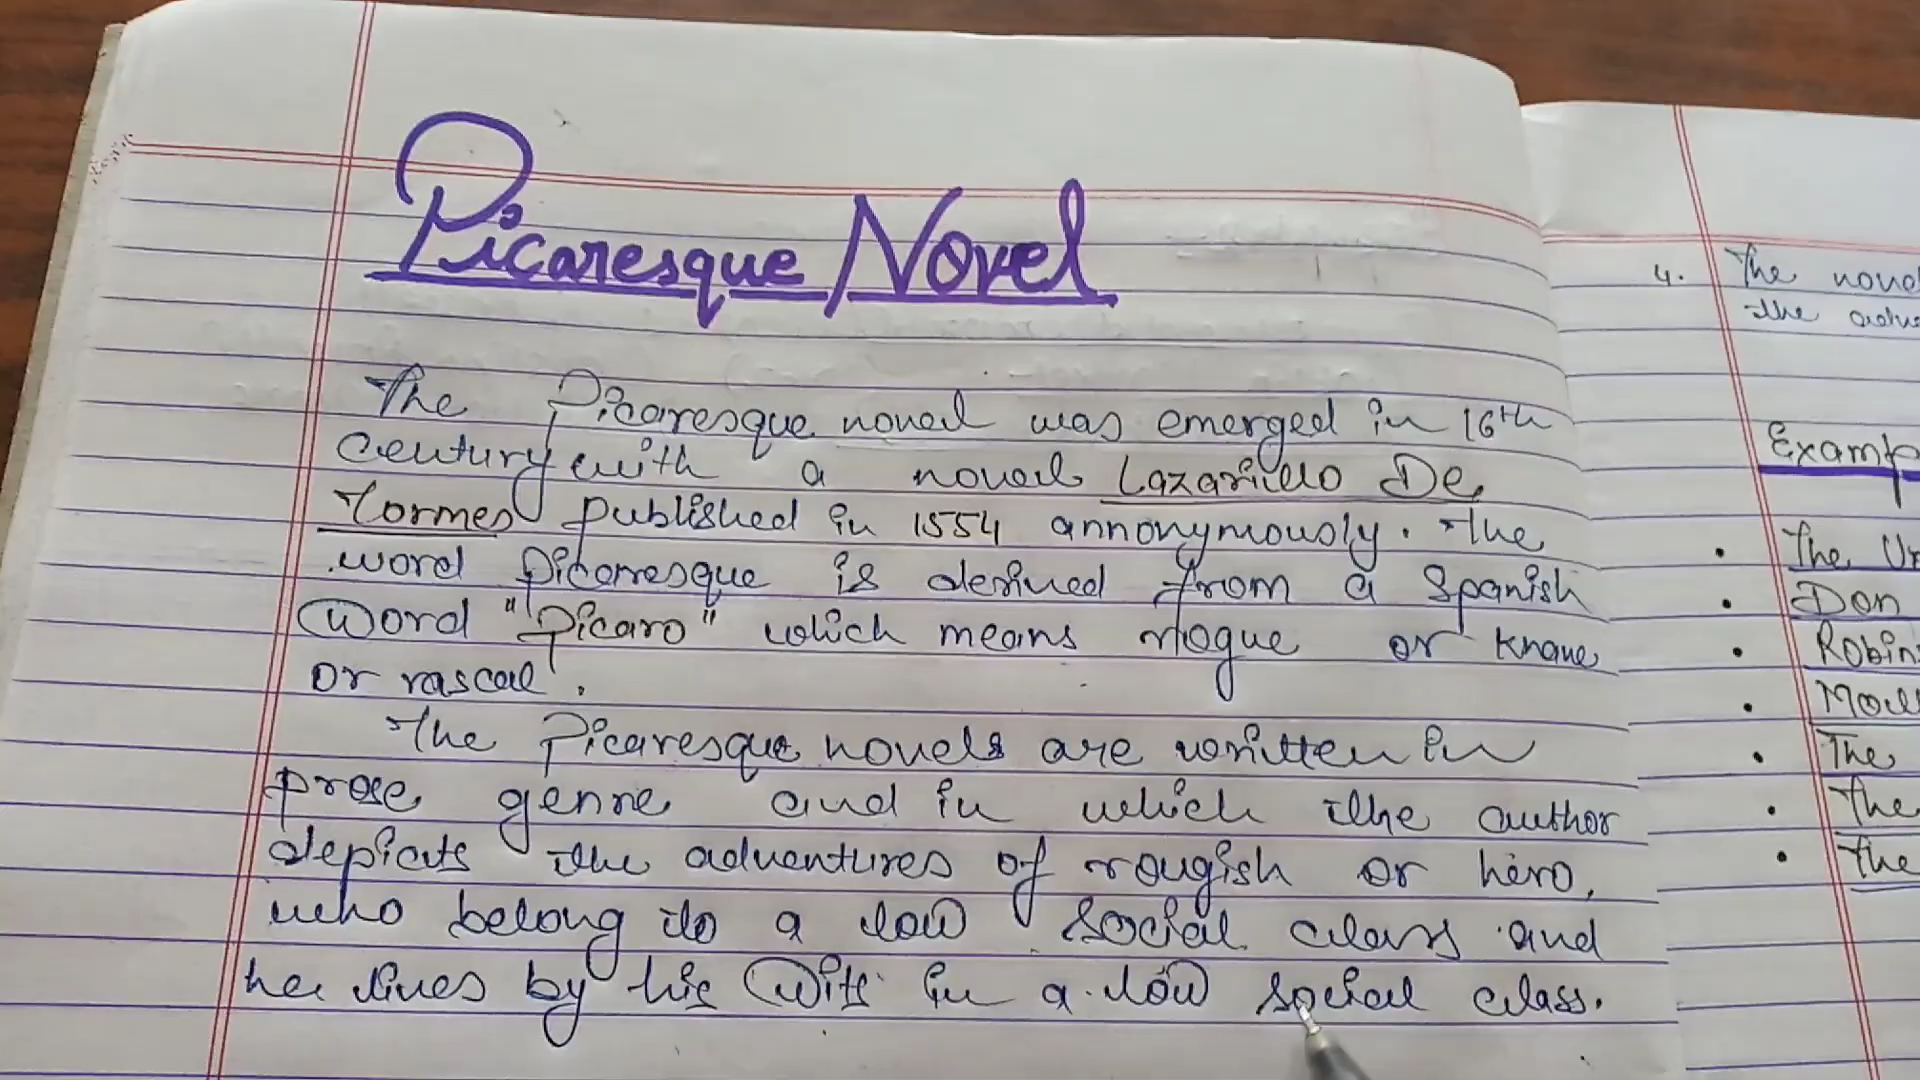 Picaresque Novel
The Picaresque novel was emerged in 16th
century with a novel Lazarillo De
Tormes published in 1554 annonymously. The
word Picaresque is derived from a Spanish
Word "Picaro" which means rogue or knave
or rascal.
The Picaresque novels are written in
prose genre and in which the author
depicts the adventures of rougish or hero,
who belong to a low social class and
he lives by his wits in a low social class.
4. The novel
the adv
Examp
• The Un
• Don
• Robin
• Moll
• The
• The
• The